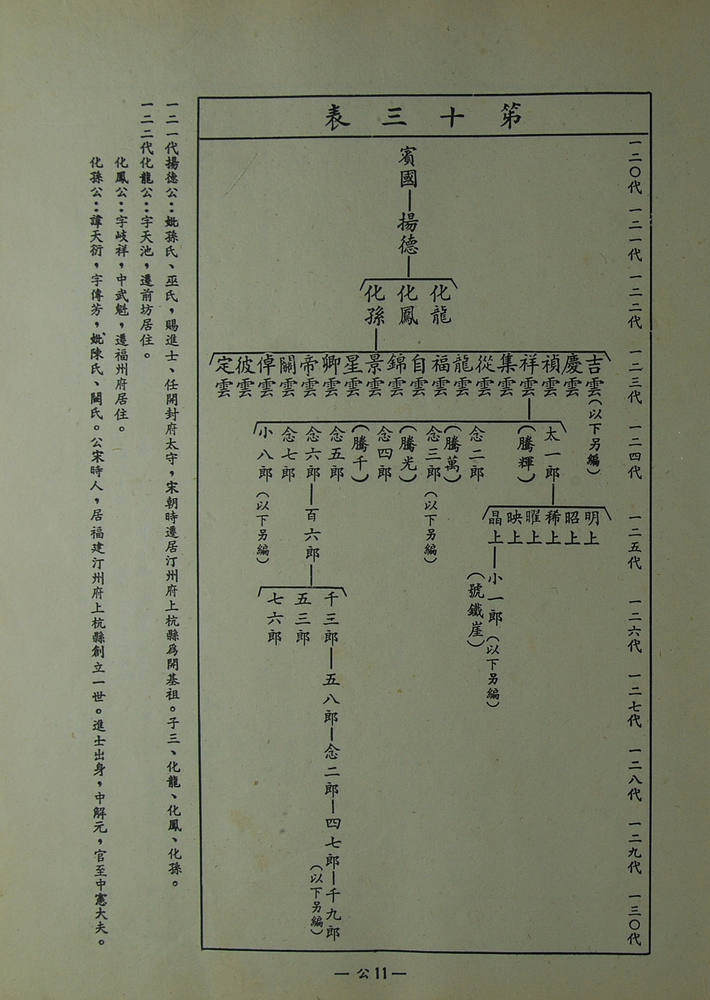 第十三表
一二〇代
一二一代
一二二代
一二三代
一二四代
一二五代
一二六代
一二七代
一二八代
一二九代
一三〇代
賓國
揚德
化龍
化鳳
化孫
吉雲（以下另編）
慶雲
禎雲
祥雲
集雲
從雲
龍雲
福雲
自雲
錦雲
景雲
星雲
卿雲
帝雲
關雲
倬雲
彼雲
定雲
太一郎
（騰輝）
念二郎
（騰萬）
念三郎（以下另編）
（騰光）
念四郎
（騰千）
念五郎
念六郎
念七郎
小八郎（以下另編）
明上
昭上
稀上
曜上
映上
晶上
小一郎（以下另編）
（號鐵崖）
百六郎
千三郎
五三郎
七六郎
五八郎
念二郎
四七郎
千九郎
（以下另編）
一二一代揚德公：妣孫氏、巫氏，賜進士、任開封府太守，宋朝時遷居汀州府上杭縣為開基祖。子三、化龍、化鳳、化孫。
一二二代化龍公：字天池，遷前坊居住。
化鳳公：字岐祥，中武魁，遷福州府居住。
化孫公：諱天衍，字傳芳，妣陳氏、闕氏。公宋時人，居福建汀州府上杭縣創立一世。進士出身，中解元，官至中憲大夫。
— 公11 —